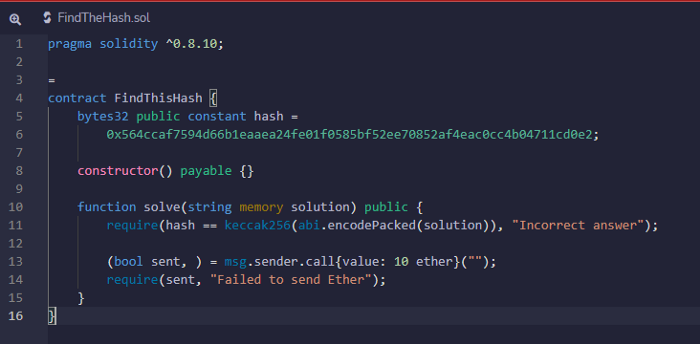 FindTheHash.sol
1 pragma solidity ^0.8.10;
2
3 =
4 contract FindThisHash {
5 bytes32 public constant hash =
6 0x564ccaf7594d66b1eaaea24fe01f0585bf52ee70852af4eac0cc4b04711cd0e2;
7
8 constructor() payable {}
9
10 function solve(string memory solution) public {
11 require(hash == keccak256(abi.encodePacked(solution)), "Incorrect answer");
12
13 (bool sent, ) = msg.sender.call{value: 10 ether}("");
14 require(sent, "Failed to send Ether");
15 }
16 }